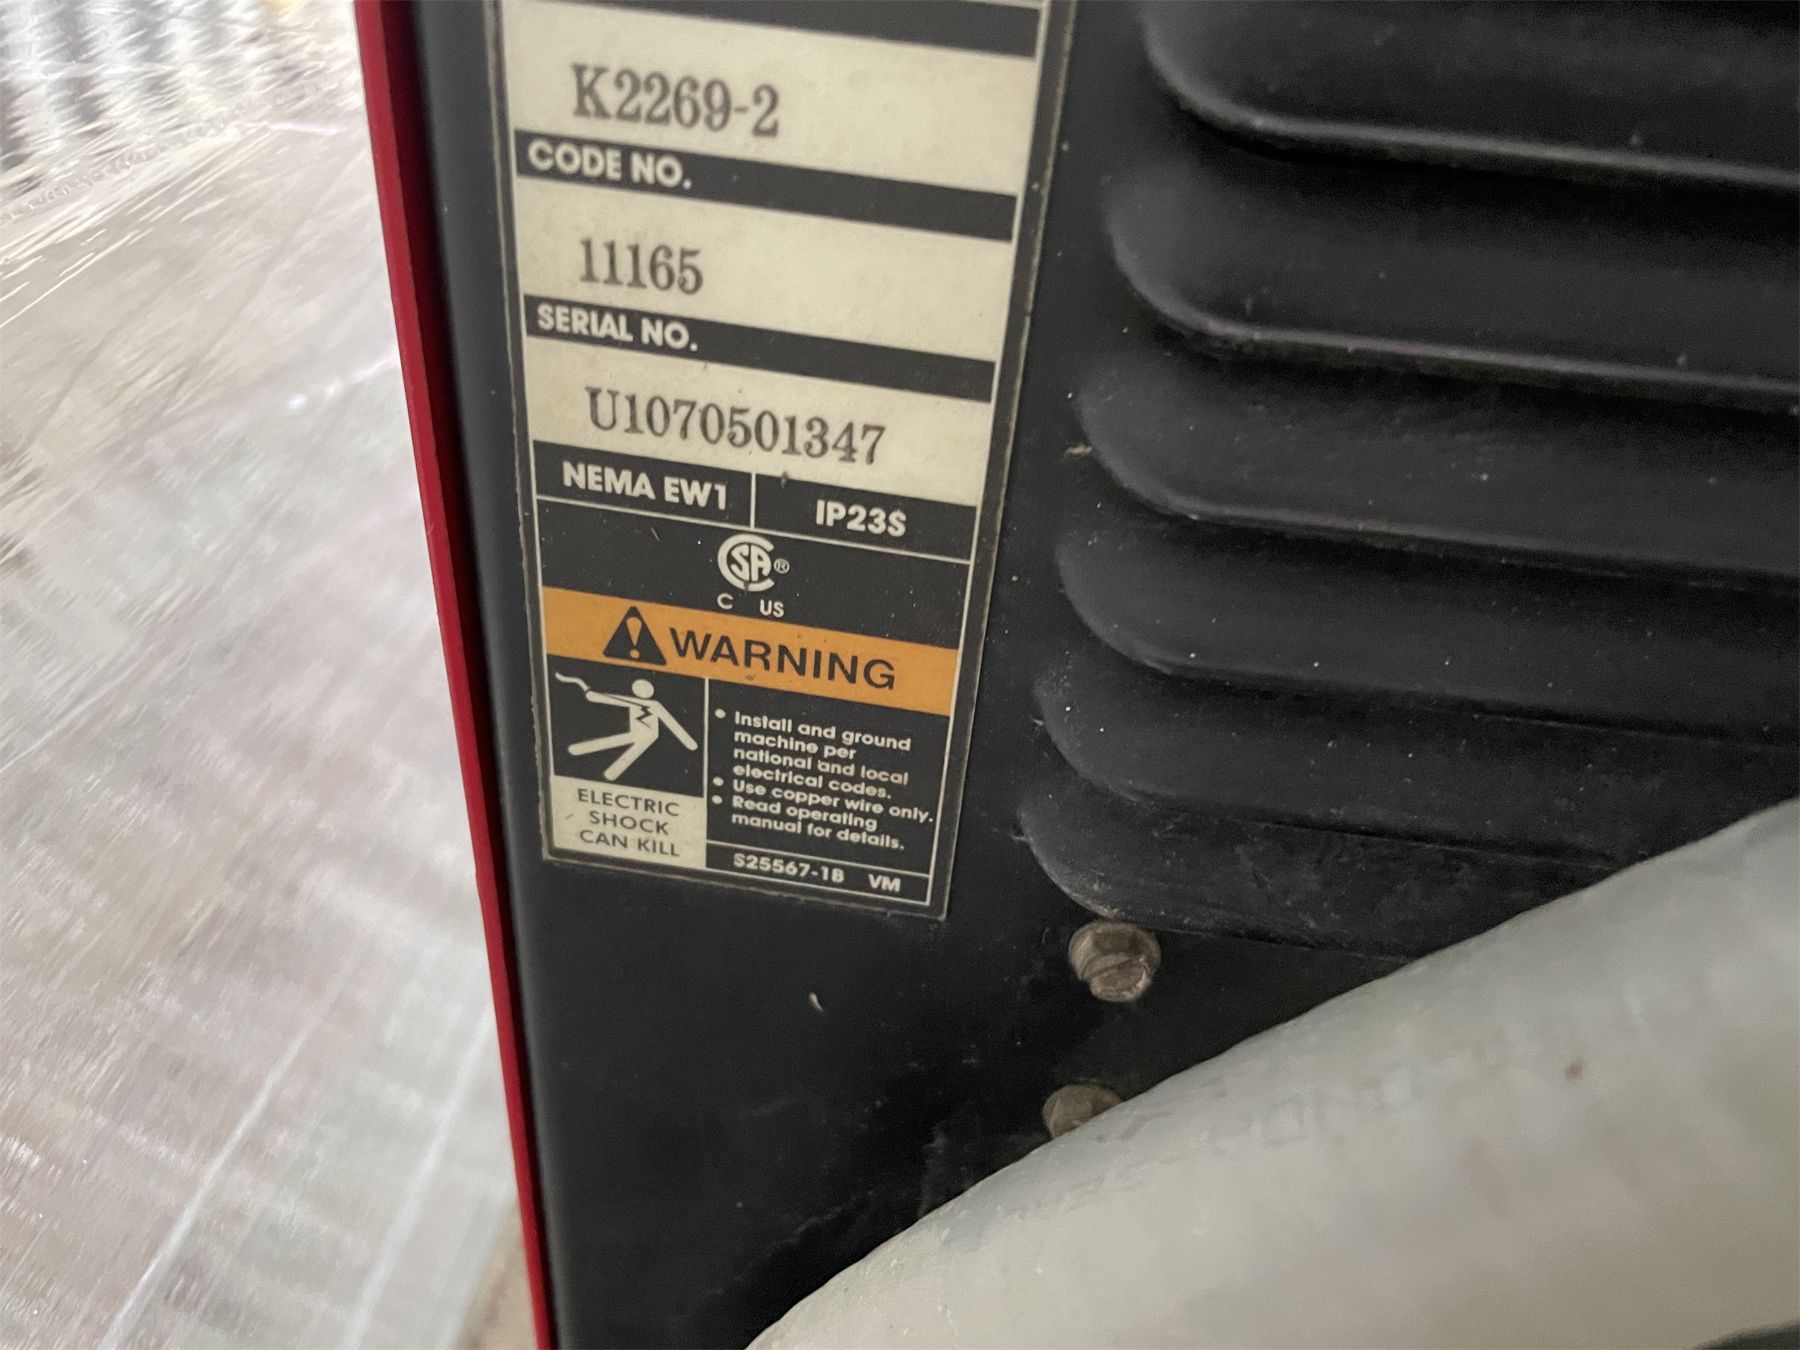 K2269-2
CODE NO.
11165
SERIAL NO.
U1070501347
NEMA EW1 IP23S
CSA®
C US
WARNING
ELECTRIC
SHOCK
CAN KILL
• Install and ground
machine per
national and local
electrical codes.
• Use copper wire only.
• Read operating
manual for details.
S25567-1B VM